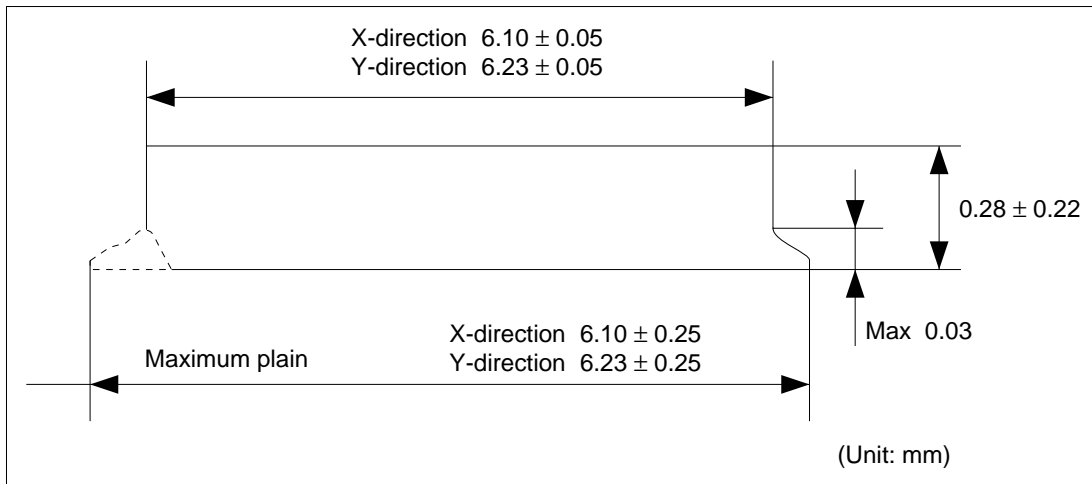 X-direction 6.10 ± 0.05
Y-direction 6.23 ± 0.05
0.28 ± 0.22
Max 0.03
X-direction 6.10 ± 0.25
Y-direction 6.23 ± 0.25
Maximum plain
(Unit: mm)